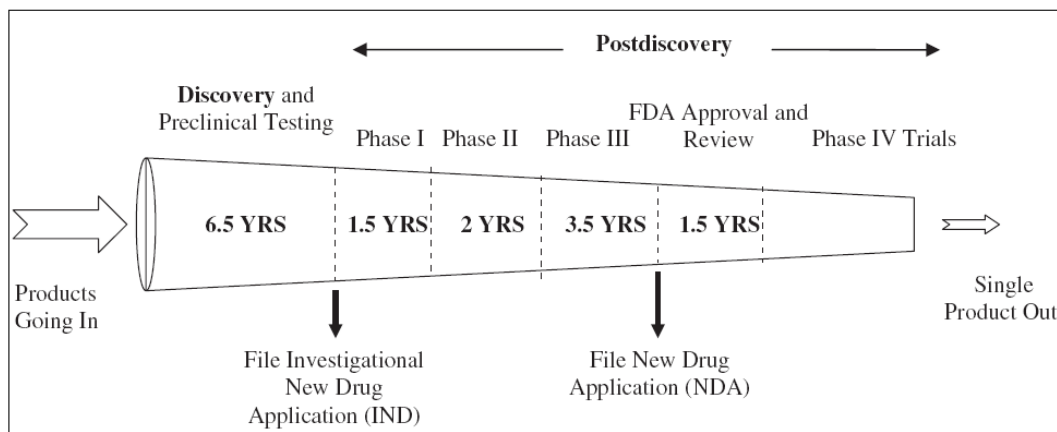 Postdiscovery
Discovery and
Preclinical Testing
Phase I
Phase II
Phase III
FDA Approval and
Review
Phase IV Trials
6.5 YRS
1.5 YRS
2 YRS
3.5 YRS
1.5 YRS
Products
Going In
Single
Product Out
File Investigational
New Drug
Application (IND)
File New Drug
Application (NDA)